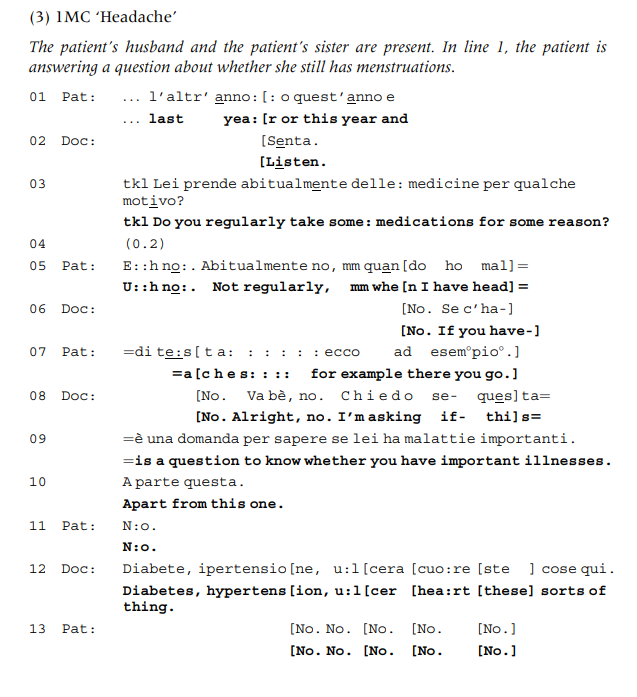 (3) 1MC ‘Headache’
The patient’s husband and the patient’s sister are present. In line 1, the patient is
answering a question about whether she still has menstruations.
01 Pat: ... l’altr’ anno:[: o quest’anno e
... last yea:[r or this year and
02 Doc: [Senta.
[Listen.
03 tkl Lei prende abitualmente delle: medicine per qualche
motivo?
tkl Do you regularly take some: medications for some reason?
04 (0.2)
05 Pat: E::h no:. Abitualmente no, mm quan[do ho mal]=
U::h no:. Not regularly, mm whe[n I have head]=
06 Doc: [No. Se c’ha-]
[No. If you have-]
07 Pat: =di te:s[ta: : : : : : ecco ad esem°pio°.]
=a[ches: : : : for example there you go.]
08 Doc: [No. Va bè, no. Chiedo se- ques]ta=
[No. Alright, no. I’m asking if- thi]s=
09 =è una domanda per sapere se lei ha malattie importanti.
=is a question to know whether you have important illnesses.
10 A parte questa.
Apart from this one.
11 Pat: N:o.
N:o.
12 Doc: Diabete, ipertensio[ne, u:l[cera [cuo:re [ste ] cose qui.
Diabetes, hypertens[ion, u:l[cer [hea:rt [these] sorts of
thing.
13 Pat: [No. No. [No. [No. [No.]
[No. No. [No. [No. [No.]